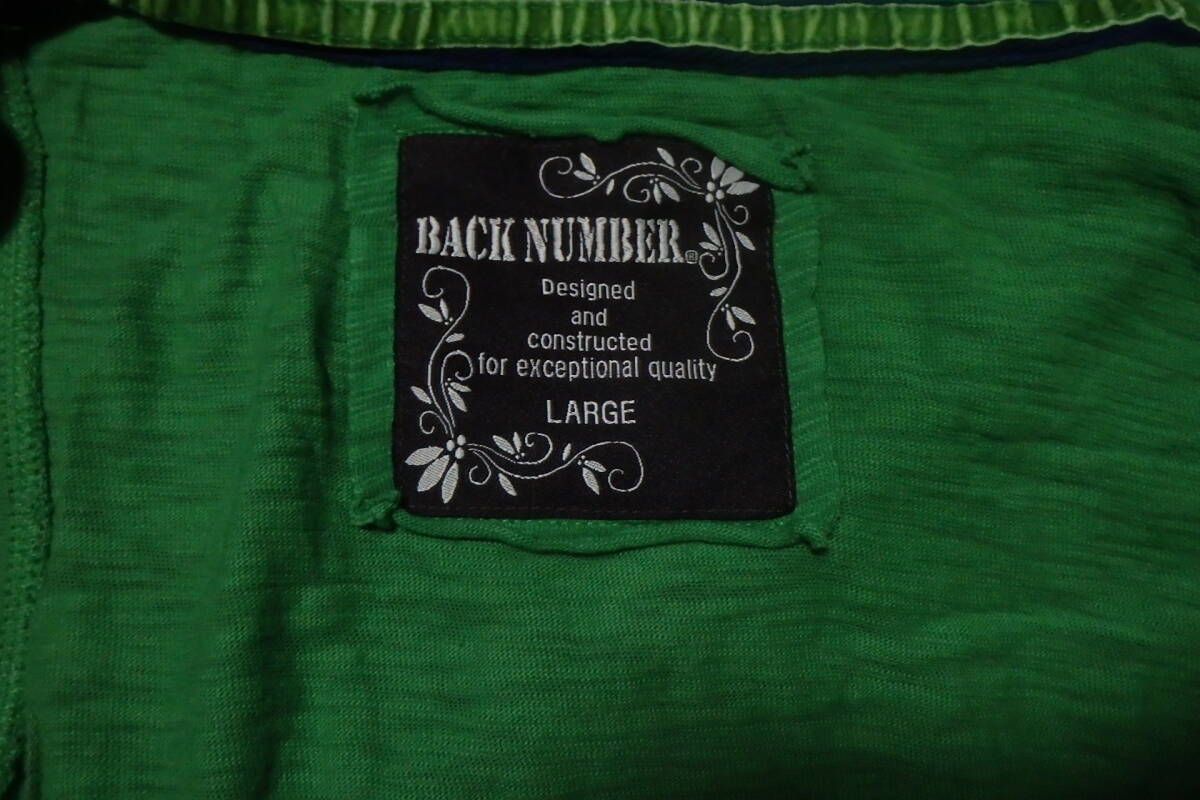 BACK NUMBER®
Designed
and
constructed
for exceptional quality
LARGE